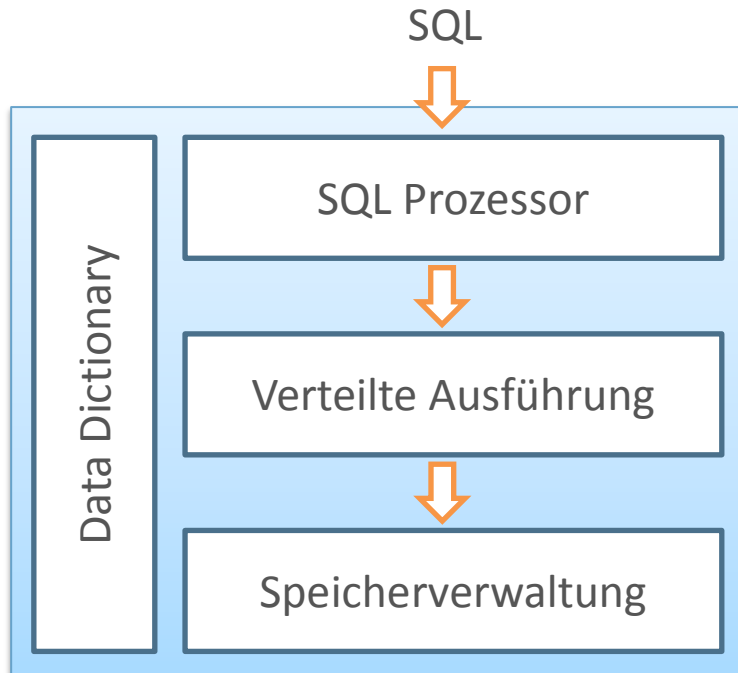 SQL
Data Dictionary
SQL Prozessor
Verteilte Ausführung
Speicherverwaltung